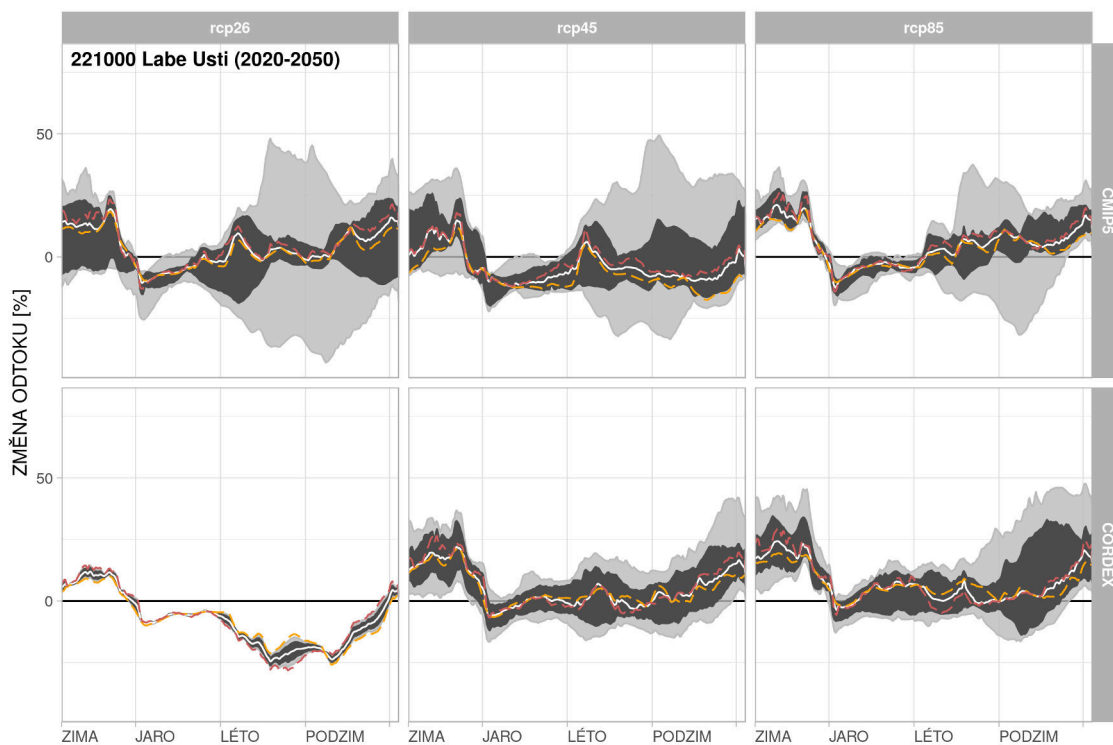 rcp26 rcp45 rcp85
221000 Labe Usti (2020-2050)
CMIP5
50
0
ZMĚNA ODTOKU [%]
CORDEX
50
0
ZIMA JARO LÉTO PODZIM ZIMA JARO LÉTO PODZIM ZIMA JARO LÉTO PODZIM